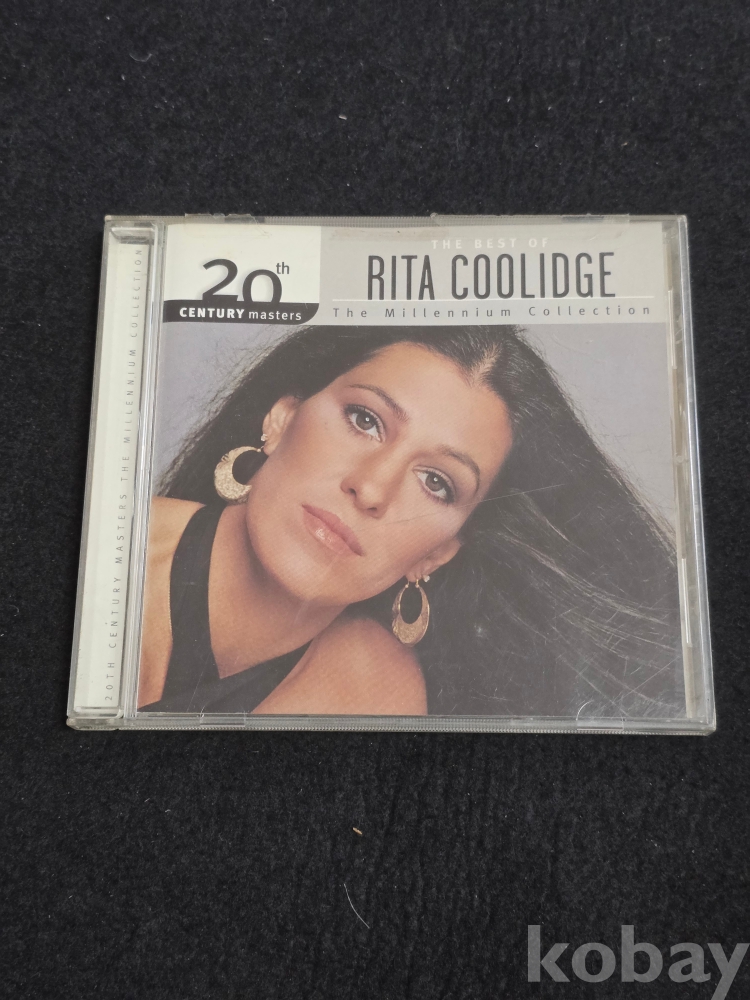 THE BEST OF
20th
RITA COOLIDGE
CENTURY masters
The Millennium Collection
20TH CENTURY MASTERS THE MILLENNIUM COLLECTION
kobay